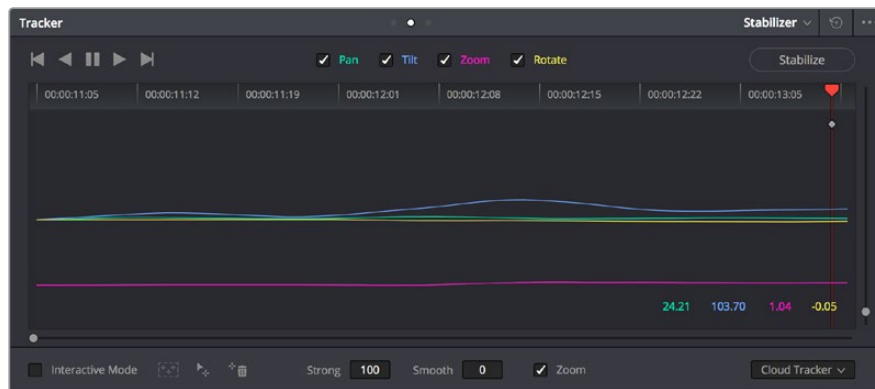 Tracker Stabilizer
Pan Tilt Zoom Rotate Stabilize
00:00:11:05 00:00:11:12 00:00:11:19 00:00:12:01 00:00:12:08 00:00:12:15 00:00:12:22 00:00:13:05
24.21 103.70 1.04 -0.05
Interactive Mode Strong 100 Smooth 0 Zoom Cloud Tracker